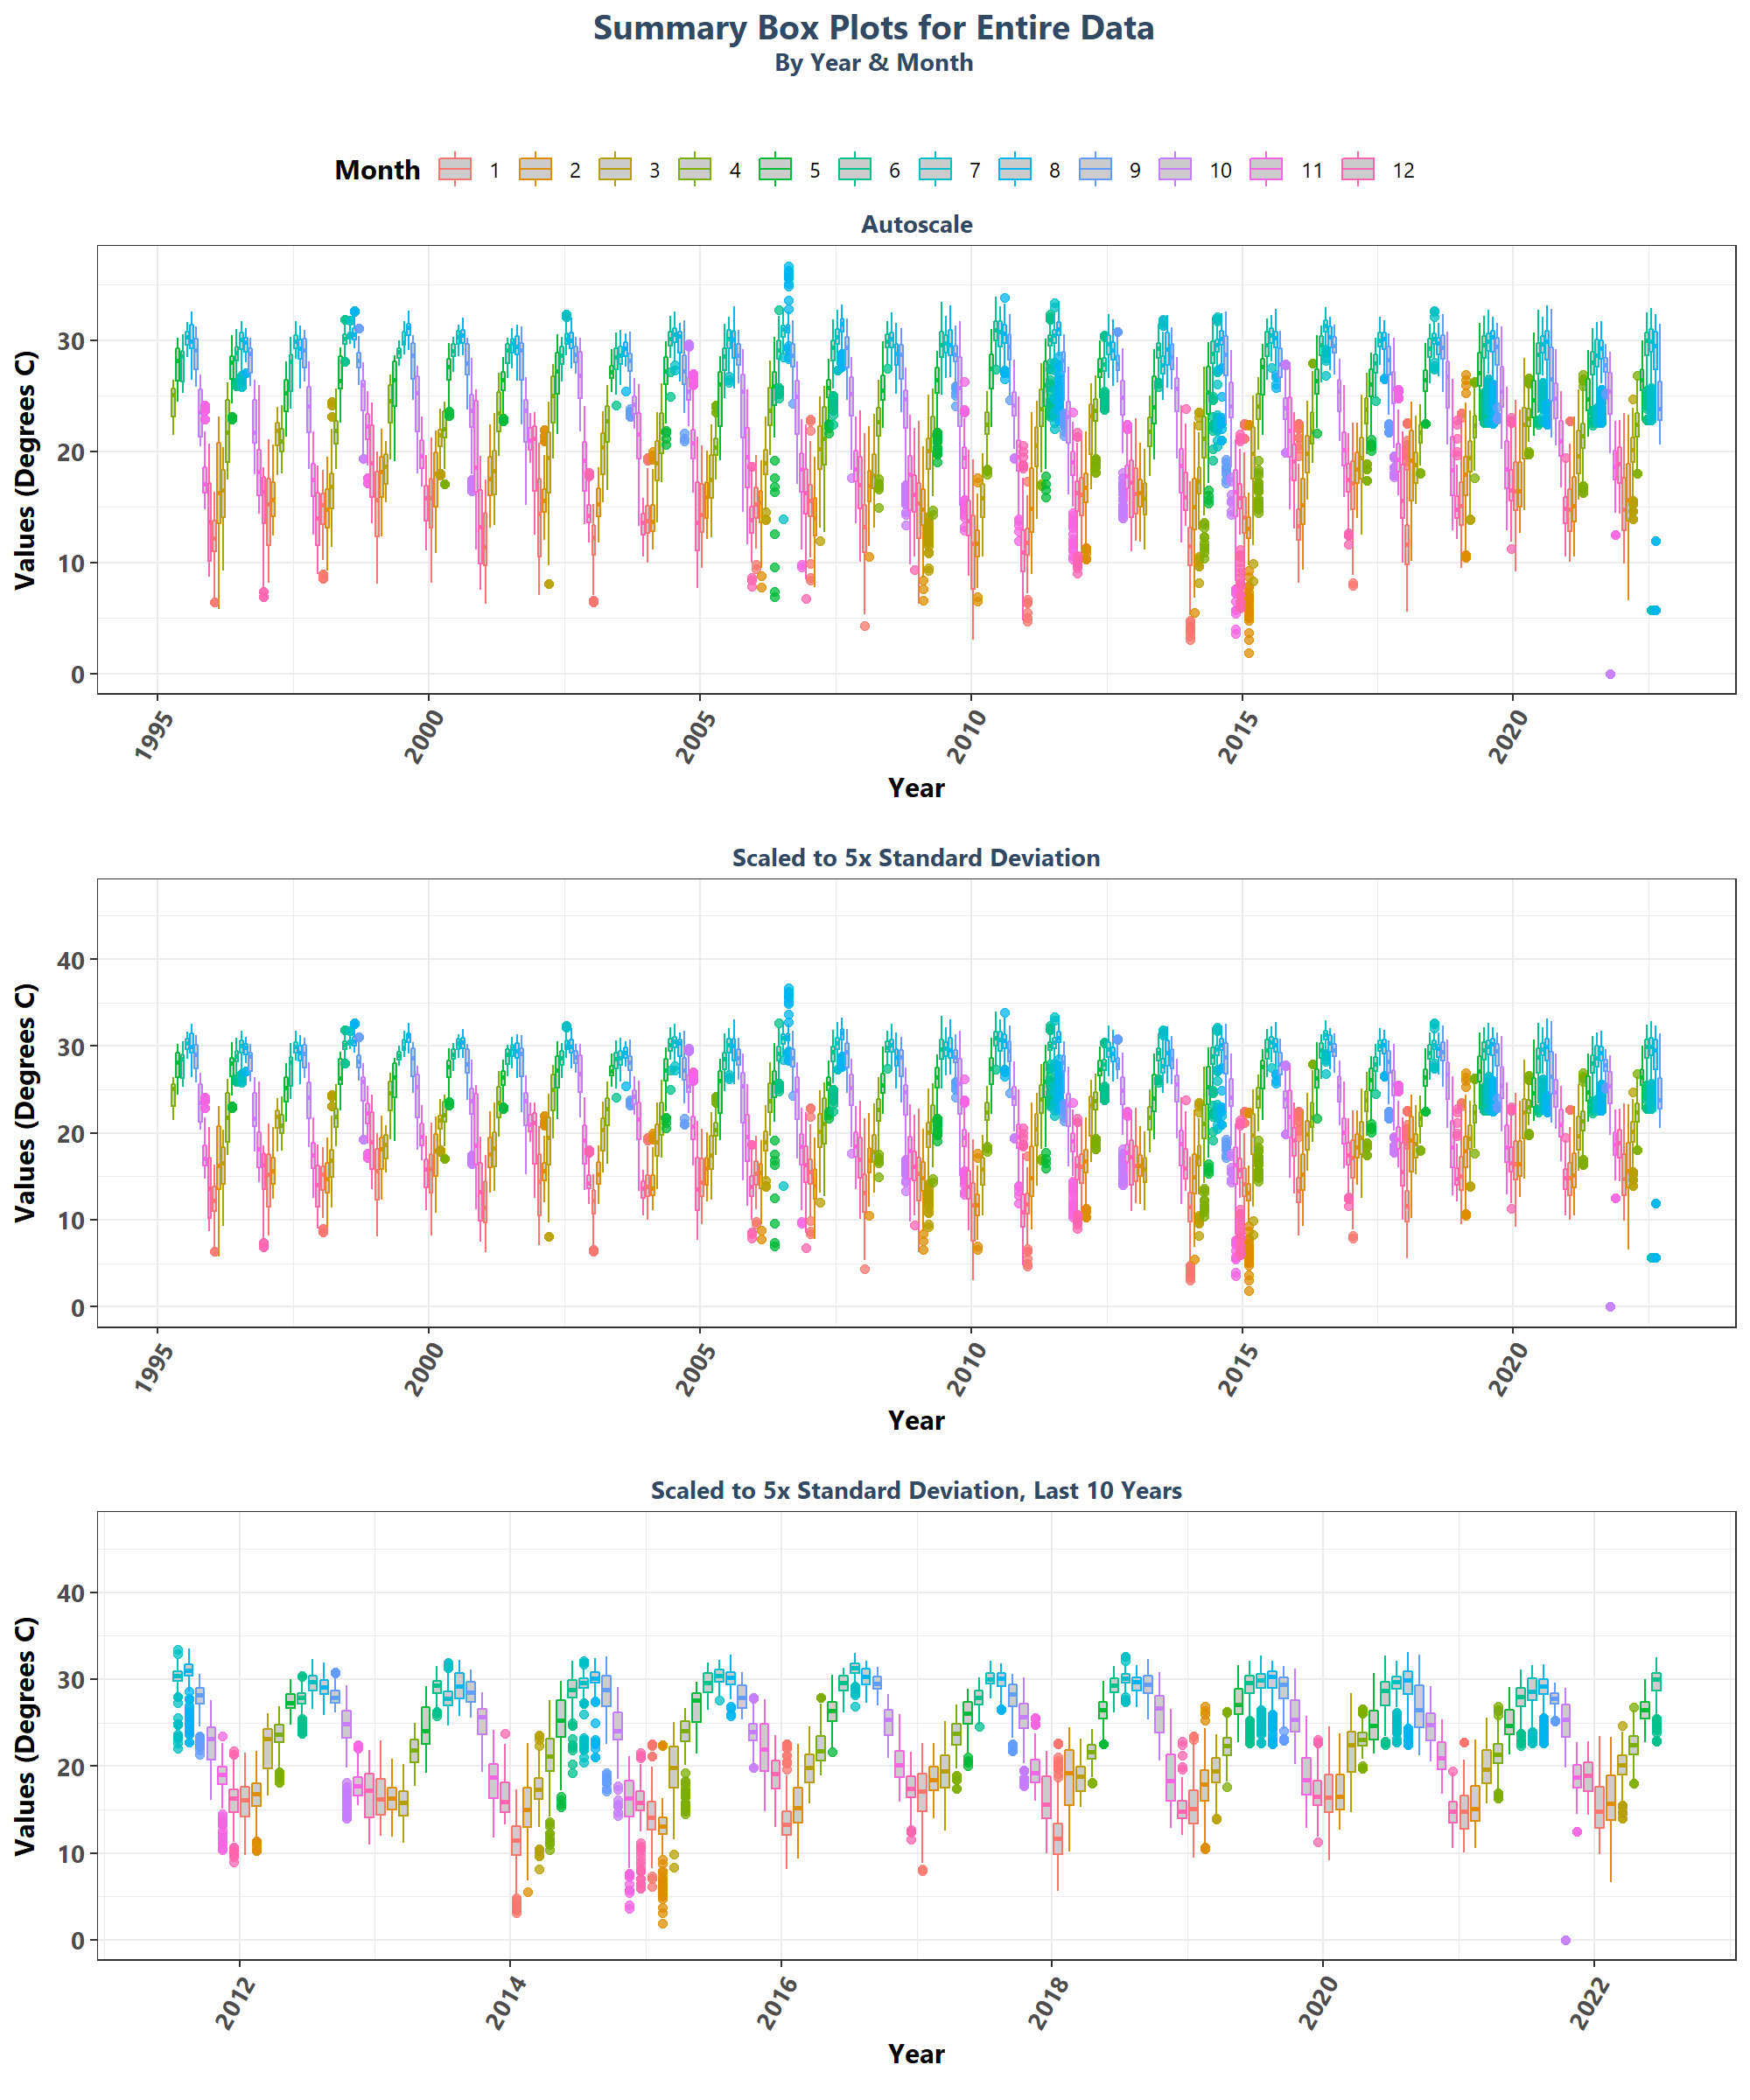 Summary Box Plots for Entire Data
By Year & Month
Month 1 2 3 4 5 6 7 8 9 10 11 12
Autoscale
Values (Degrees C)
30
20
10
0
1995 2000 2005 2010 2015 2020
Year
Scaled to 5x Standard Deviation
Values (Degrees C)
40
30
20
10
0
1995 2000 2005 2010 2015 2020
Year
Scaled to 5x Standard Deviation, Last 10 Years
Values (Degrees C)
40
30
20
10
0
2012 2014 2016 2018 2020 2022
Year